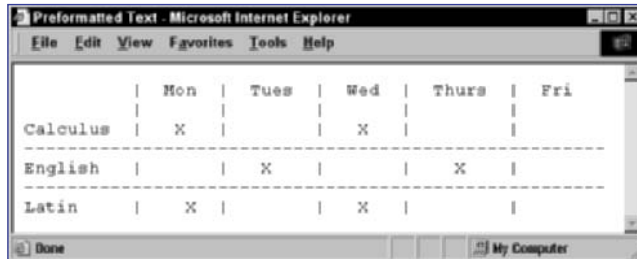 Preformatted Text - Microsoft Internet Explorer
File Edit View Favorites Tools Help
| Mon | Tues | Wed | Thurs | Fri
| | | | |
Calculus | X | | X | |
------------------------------------------------------------
English | | X | | X |
------------------------------------------------------------
Latin | X | | X | |
Done My Computer